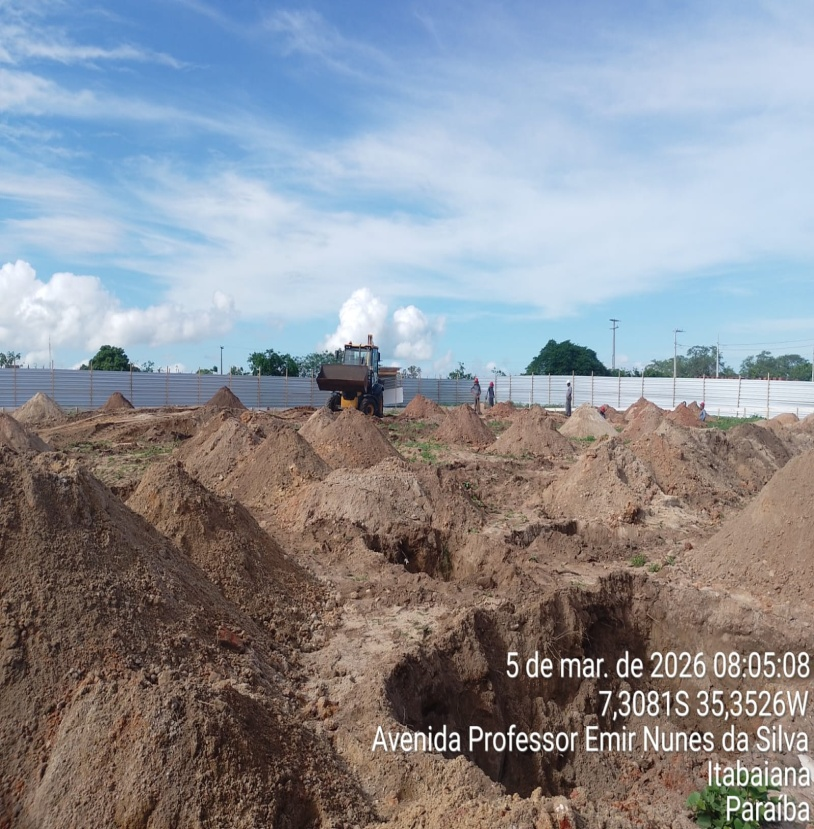 5 de mar. de 2026 08:05:08
7,3081S 35,3526W
Avenida Professor Emir Nunes da Silva
Itabaiana
Paraíba